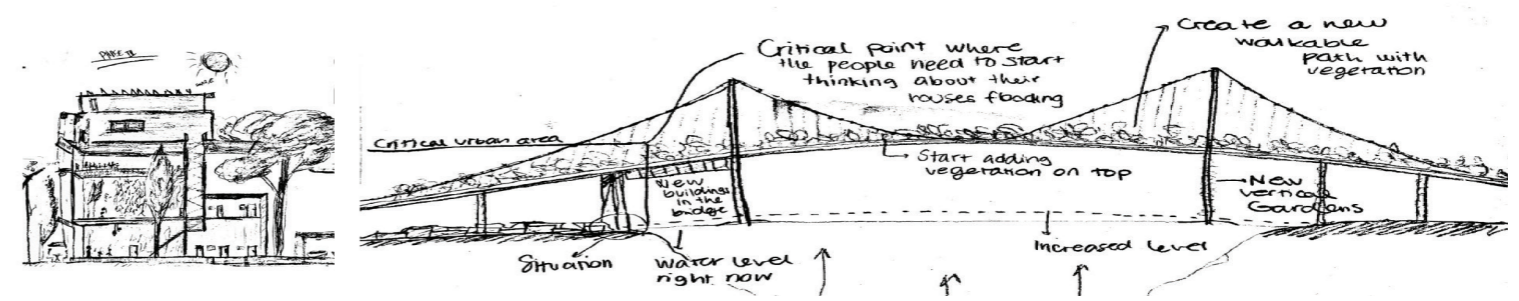 Critical point where
the people need to start
thinking about their
houses flooding
Create a new
walkable
path with
vegetation
Critical urban area
Start adding
vegetation on top
New
buildings
in the
bridge
New
vertical
Gardens
Increased level
Situation
water level
right now